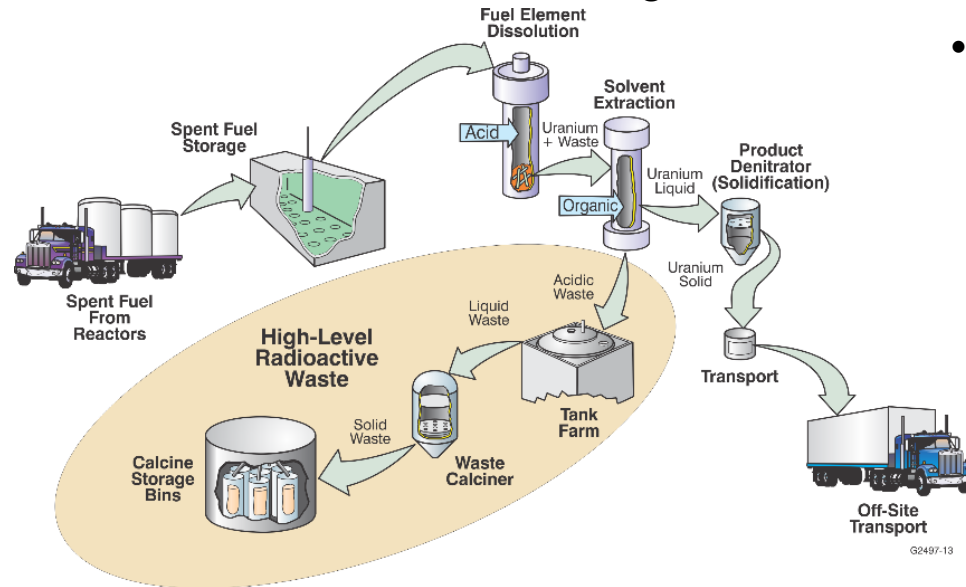 Fuel Element
Dissolution
•
Solvent
Extraction
Spent Fuel
Storage
Acid
Uranium
+ Waste
Product
Denitrator
(Solidification)
Uranium
Liquid
Organic
Spent Fuel
From
Reactors
Acidic
Waste
Uranium
Solid
Liquid
Waste
High-Level
Radioactive
Waste
Transport
Tank
Farm
Solid
Waste
Calcine
Storage
Bins
Waste
Calciner
Off-Site
Transport
G2497-13